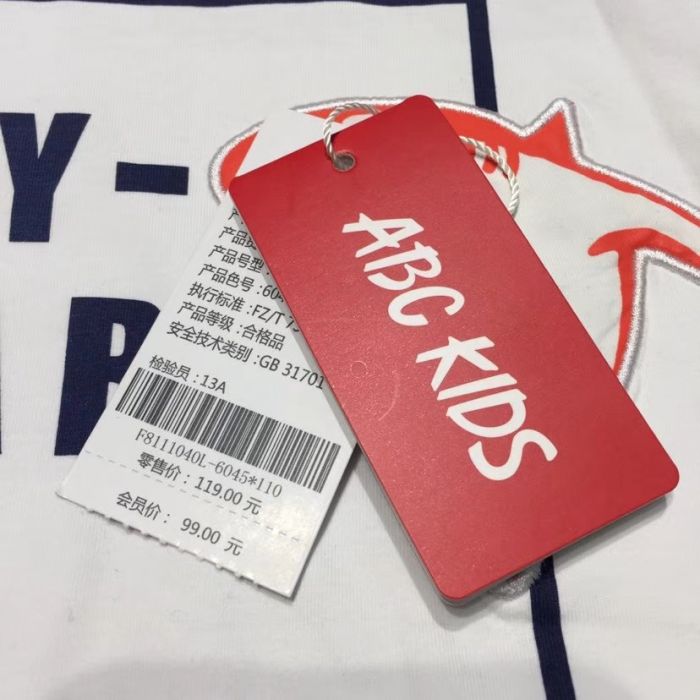 Y-
R
产品号型 :
产品色号 :604
执行标准 :FZ/T 73
产品等级 :合格品
安全技术类别 :GB 31701
检验员 :13A
F8111040L-6045*110
零售价 : 119.00 元
会员价 : 99.00 元
ABC KIDS